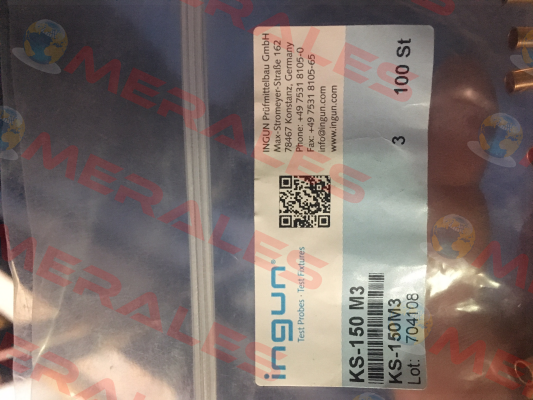 ingun®
Test Probes · Test Fixtures
INGUN Prüfmittelbau GmbH
Max-Stromeyer-Straße 162
78467 Konstanz, Germany
Phone: +49 7531 8105-0
Fax: +49 7531 8105-65
info@ingun.com
www.ingun.com
KS-150 M3
KS-150M3 3 100 St
Lot: 704108
MERALES
MERALES
MERALES
MERALES
MERALES